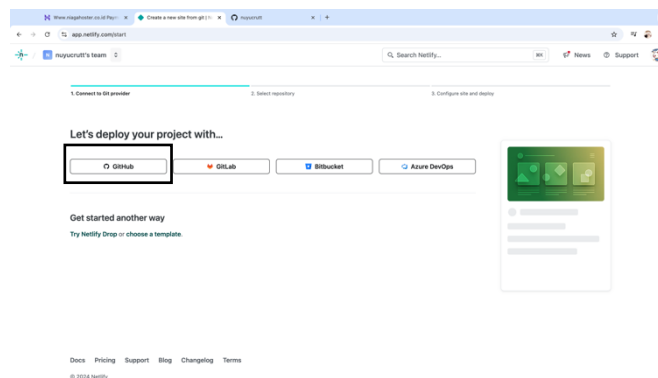 Www.niagahoster.co.id Paym
Create a new site from git | N
nuyucrutt
app.netlify.com/start
N nuyucrutt's team
Search Netlify...
⌘K
News
Support
1. Connect to Git provider
2. Select repository
3. Configure site and deploy
Let's deploy your project with...
GitHub
GitLab
Bitbucket
Azure DevOps
Get started another way
Try Netlify Drop or choose a template.
Docs Pricing Support Blog Changelog Terms
© 2024 Netlify